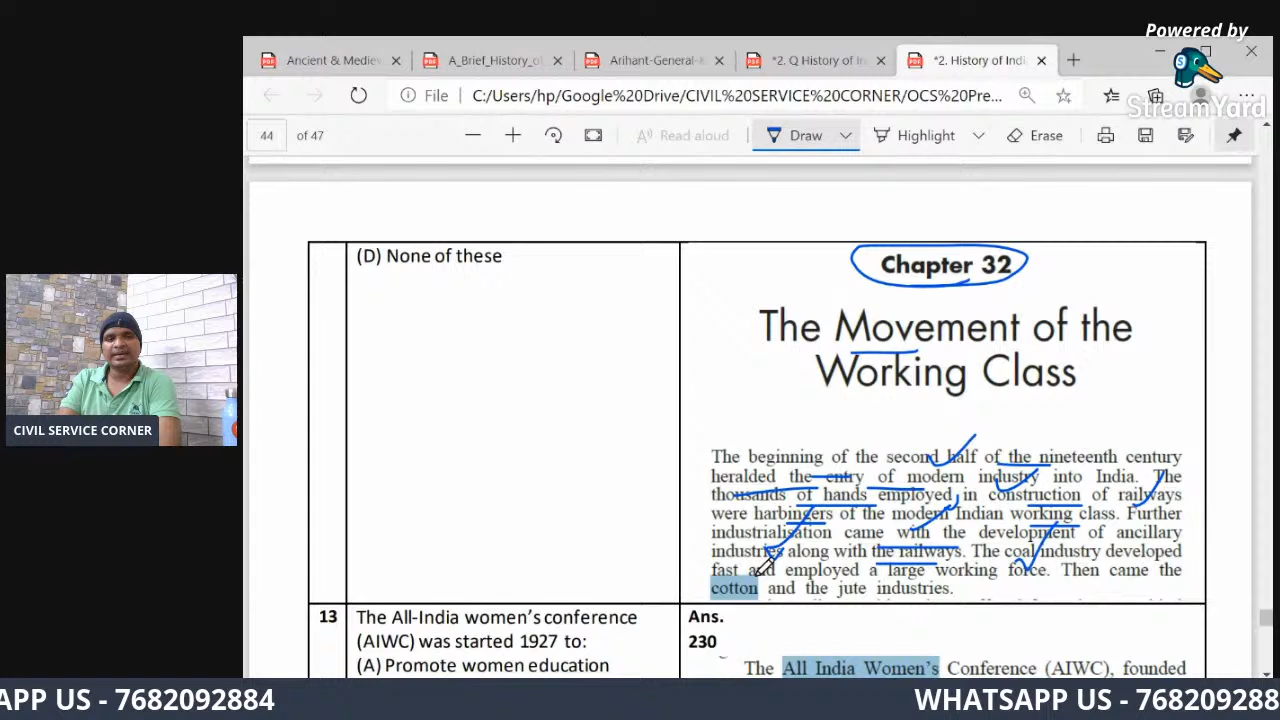 Powered by
StreamYard
Ancient & Mediev
A_Brief_History_o
Arihant-General-
*2. Q History of In
*2. History of Indi
File
C:/Users/hp/Google%20Drive/CIVIL%20SERVICE%20CORNER/OCS%20Pre...
44
of 47
Read aloud
Draw
Highlight
Erase
(D) None of these
Chapter 32
The Movement of the
Working Class
The beginning of the second half of the nineteenth century
heralded the entry of modern industry into India. The
thousands of hands employed in construction of railways
were harbingers of the modern Indian working class. Further
industrialisation came with the development of ancillary
industries along with the railways. The coal industry developed
fast and employed a large working force. Then came the
cotton and the jute industries.
13
The All-India women’s conference
(AIWC) was started 1927 to:
(A) Promote women education
Ans.
230
The All India Women’s Conference (AIWC), founded
CIVIL SERVICE CORNER
APP US - 7682092884
WHATSAPP US - 768209288